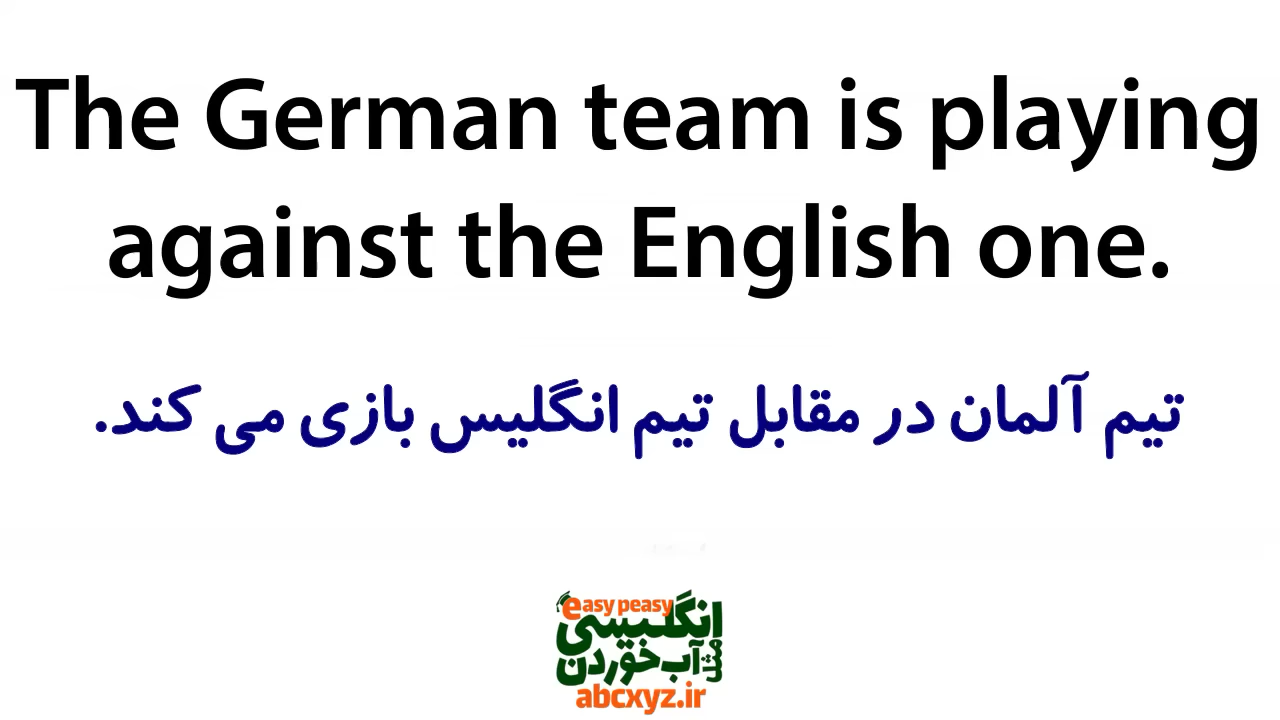 The German team is playing
against the English one.
تیم آلمان در مقابل تیم انگلیس بازی می کند.
easy peasy
انگلیسی
مثل آب خوردن
abcxyz.ir